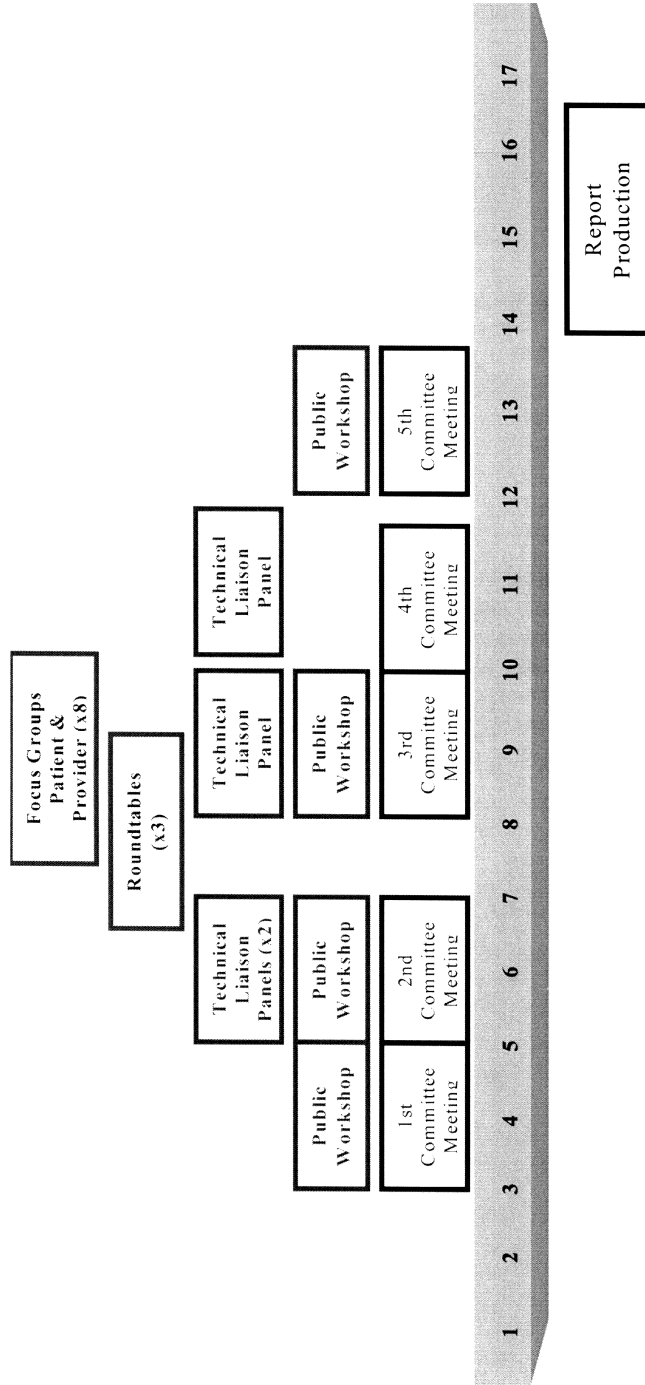 Focus Groups
Patient &
Provider (x8)
Roundtables
(x3)
Technical
Liaison
Panels (x2)
Technical
Liaison
Panel
Technical
Liaison
Panel
Public
Workshop
Public
Workshop
Public
Workshop
Public
Workshop
1st
Committee
Meeting
2nd
Committee
Meeting
3rd
Committee
Meeting
4th
Committee
Meeting
5th
Committee
Meeting
1 2 3 4 5 6 7 8 9 10 11 12 13 14 15 16 17
Report
Production